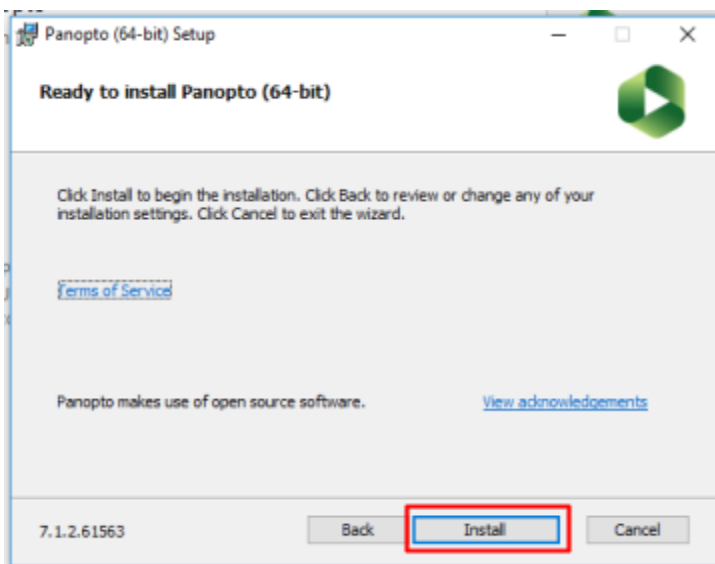 Panopto (64-bit) Setup
Ready to install Panopto (64-bit)
Click Install to begin the installation. Click Back to review or change any of your
installation settings. Click Cancel to exit the wizard.
Terms of Service
Panopto makes use of open source software. View acknowledgements
7.1.2.61563 Back Install Cancel